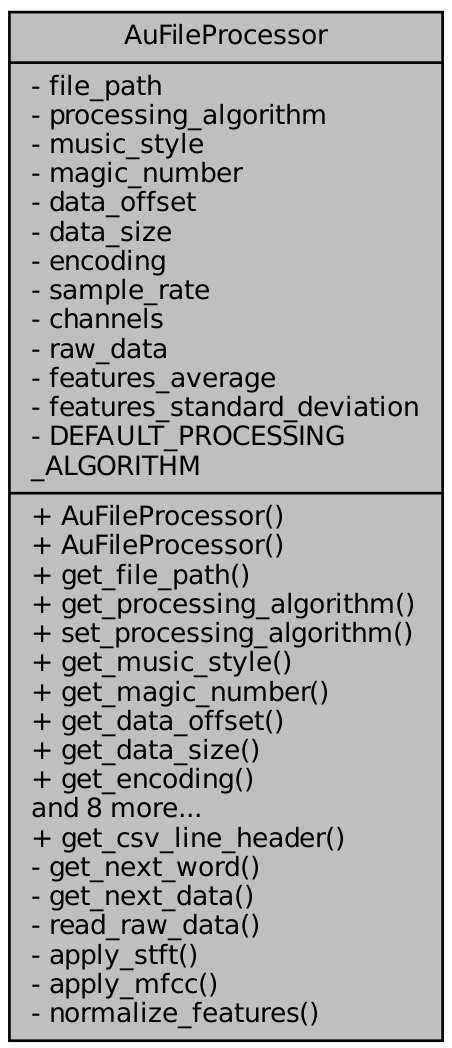 AuFileProcessor
- file_path
- processing_algorithm
- music_style
- magic_number
- data_offset
- data_size
- encoding
- sample_rate
- channels
- raw_data
- features_average
- features_standard_deviation
- DEFAULT_PROCESSING
_ALGORITHM
+ AuFileProcessor()
+ AuFileProcessor()
+ get_file_path()
+ get_processing_algorithm()
+ set_processing_algorithm()
+ get_music_style()
+ get_magic_number()
+ get_data_offset()
+ get_data_size()
+ get_encoding()
and 8 more...
+ get_csv_line_header()
- get_next_word()
- get_next_data()
- read_raw_data()
- apply_stft()
- apply_mfcc()
- normalize_features()